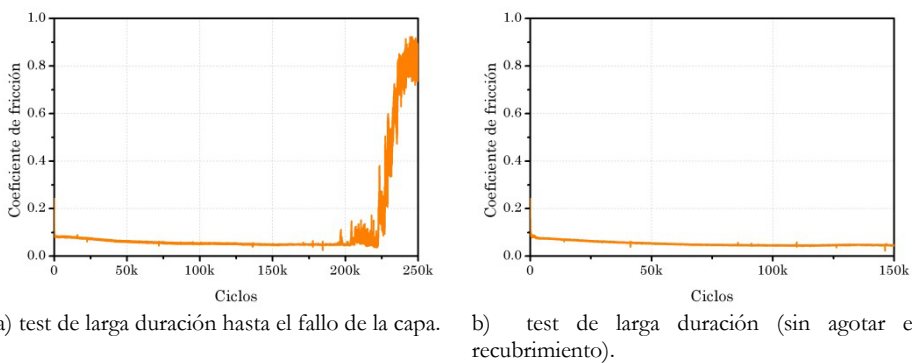 1.0
0.8
0.6
0.4
0.2
0.0
Coeficiente de fricción
0 50k 100k 150k 200k 250k
Ciclos
a) test de larga duración hasta el fallo de la capa.
1.0
0.8
0.6
0.4
0.2
0.0
Coeficiente de fricción
0 50k 100k 150k
Ciclos
b) test de larga duración (sin agotar e
recubrimiento).